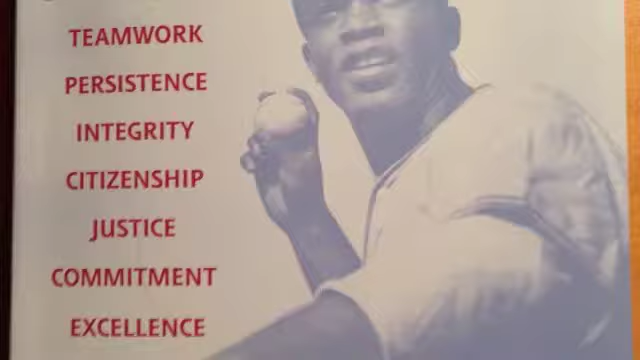 TEAMWORK
PERSISTENCE
INTEGRITY
CITIZENSHIP
JUSTICE
COMMITMENT
EXCELLENCE